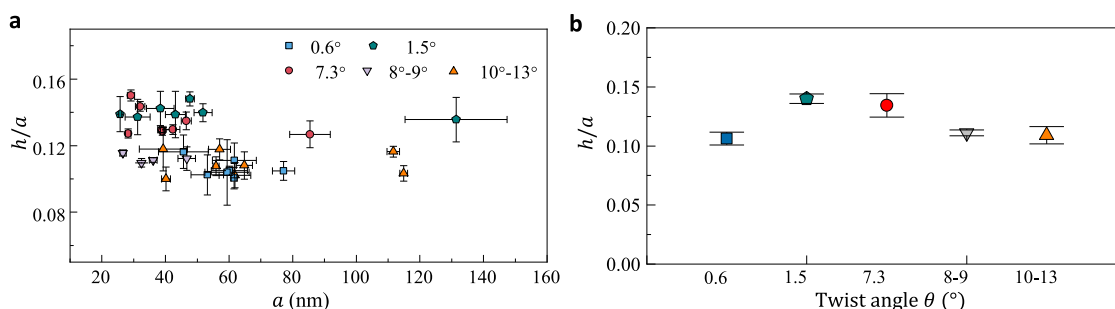 a
h/a
0.16
0.12
0.08
0.6° 1.5°
7.3° 8°-9° 10°-13°
20 40 60 80 100 120 140 160
a (nm)
b
h/a
0.20
0.15
0.10
0.05
0.00
0.6 1.5 7.3 8-9 10-13
Twist angle θ (°)